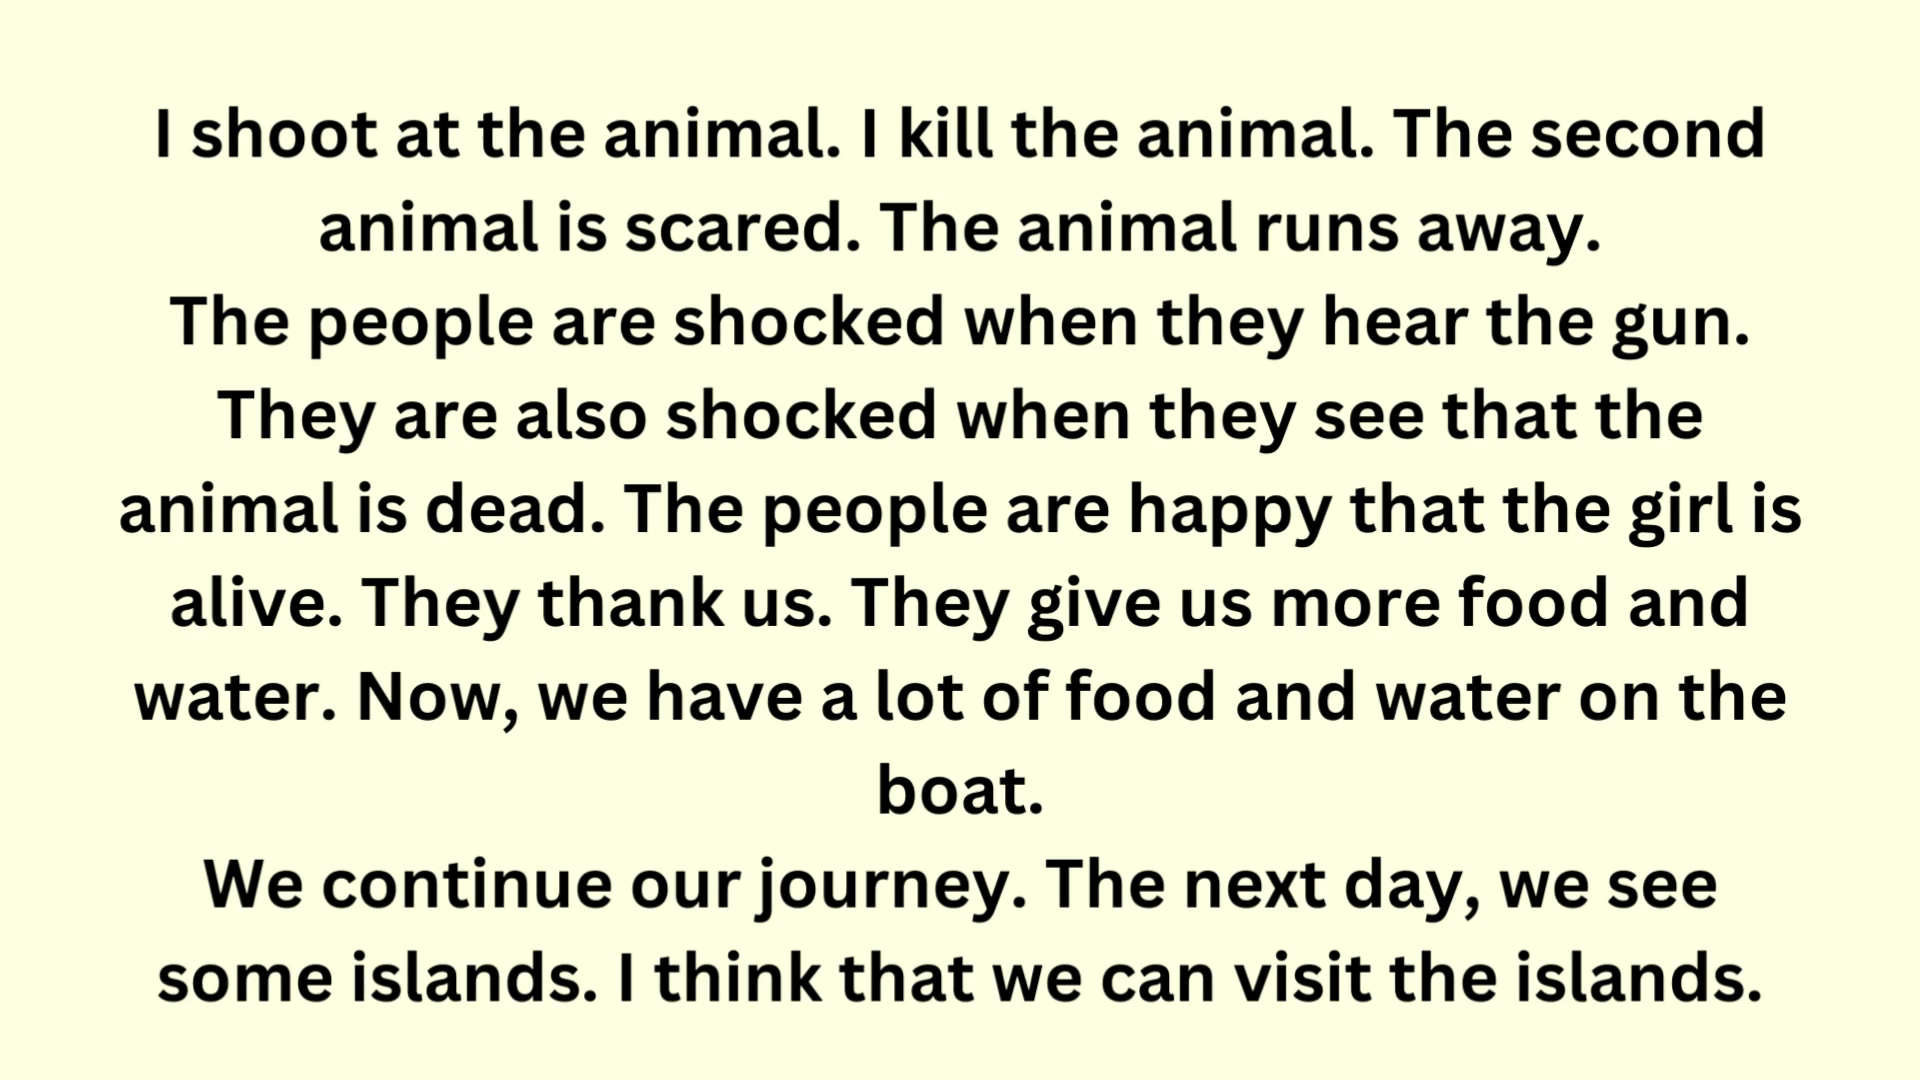 I shoot at the animal. I kill the animal. The second
animal is scared. The animal runs away.
The people are shocked when they hear the gun.
They are also shocked when they see that the
animal is dead. The people are happy that the girl is
alive. They thank us. They give us more food and
water. Now, we have a lot of food and water on the
boat.
We continue our journey. The next day, we see
some islands. I think that we can visit the islands.